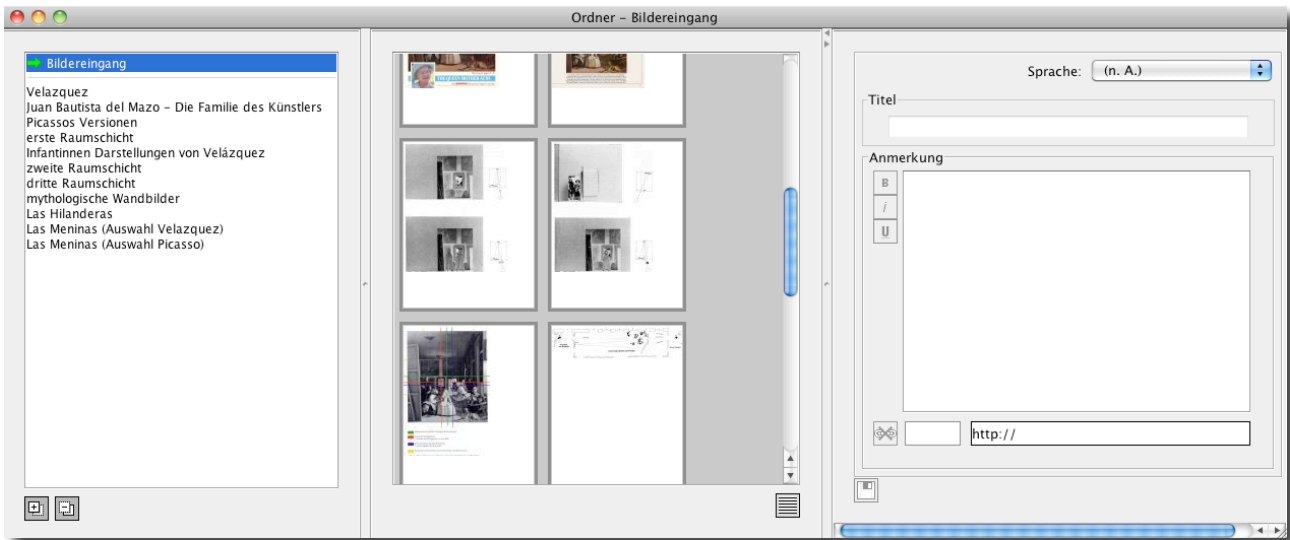 Ordner – Bildereingang
Bildereingang
Velazquez
Juan Bautista del Mazo – Die Familie des Künstlers
Picassos Versionen
erste Raumschicht
Infantinnen Darstellungen von Velázquez
zweite Raumschicht
dritte Raumschicht
mythologische Wandbilder
Las Hilanderas
Las Meninas (Auswahl Velazquez)
Las Meninas (Auswahl Picasso)
Sprache: (n. A.)
Titel
Anmerkung
B
i
U
http://